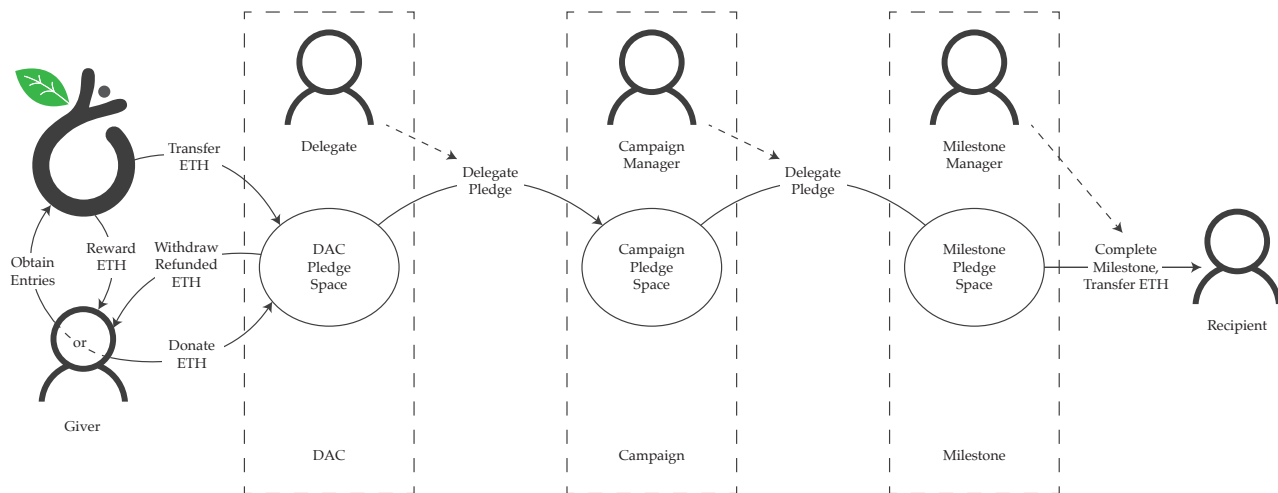 Delegate
Campaign
Manager
Milestone
Manager
Transfer
ETH
Delegate
Pledge
Delegate
Pledge
Obtain
Entries
Reward
ETH
Withdraw
Refunded
ETH
DAC
Pledge
Space
Campaign
Pledge
Space
Milestone
Pledge
Space
Complete
Milestone,
Transfer ETH
Recipient
or
Donate
ETH
Giver
DAC
Campaign
Milestone